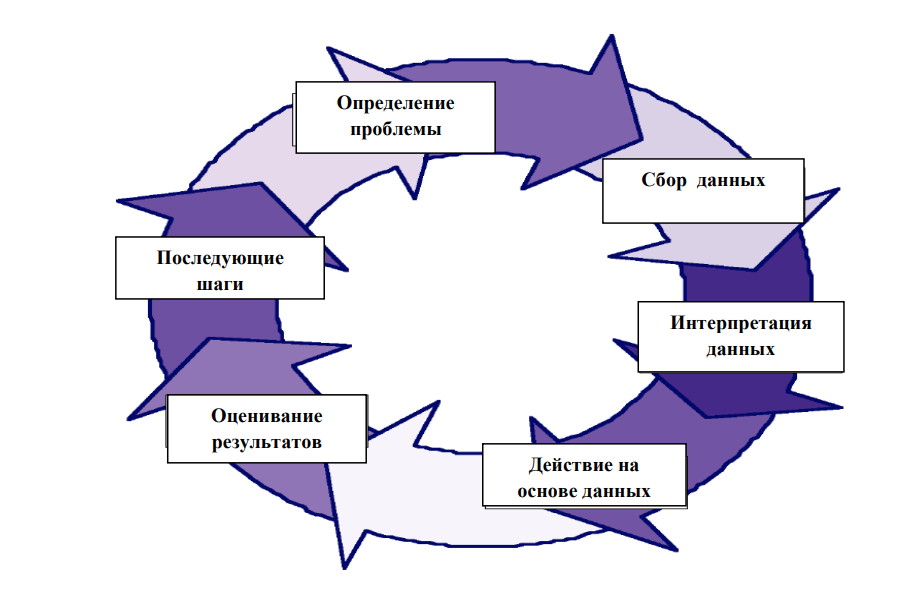 Определение
проблемы
Сбор данных
Интерпретация
данных
Действие на
основе данных
Оценивание
результатов
Последующие
шаги